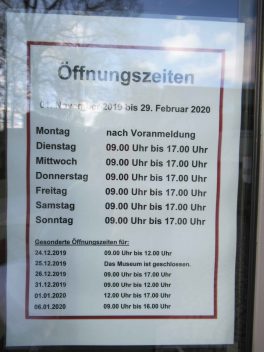 Öffnungszeiten
01. November 2019 bis 29. Februar 2020
Montag nach Voranmeldung
Dienstag 09.00 Uhr bis 17.00 Uhr
Mittwoch 09.00 Uhr bis 17.00 Uhr
Donnerstag 09.00 Uhr bis 17.00 Uhr
Freitag 09.00 Uhr bis 17.00 Uhr
Samstag 09.00 Uhr bis 17.00 Uhr
Sonntag 09.00 Uhr bis 17.00 Uhr
Gesonderte Öffnungszeiten für:
24.12.2019 09.00 Uhr bis 12.00 Uhr
25.12.2019 Das Museum ist geschlossen.
26.12.2019 09.00 Uhr bis 17.00 Uhr
31.12.2019 09.00 Uhr bis 12.00 Uhr
01.01.2020 12.00 Uhr bis 17.00 Uhr
06.01.2020 09.00 Uhr bis 16.00 Uhr